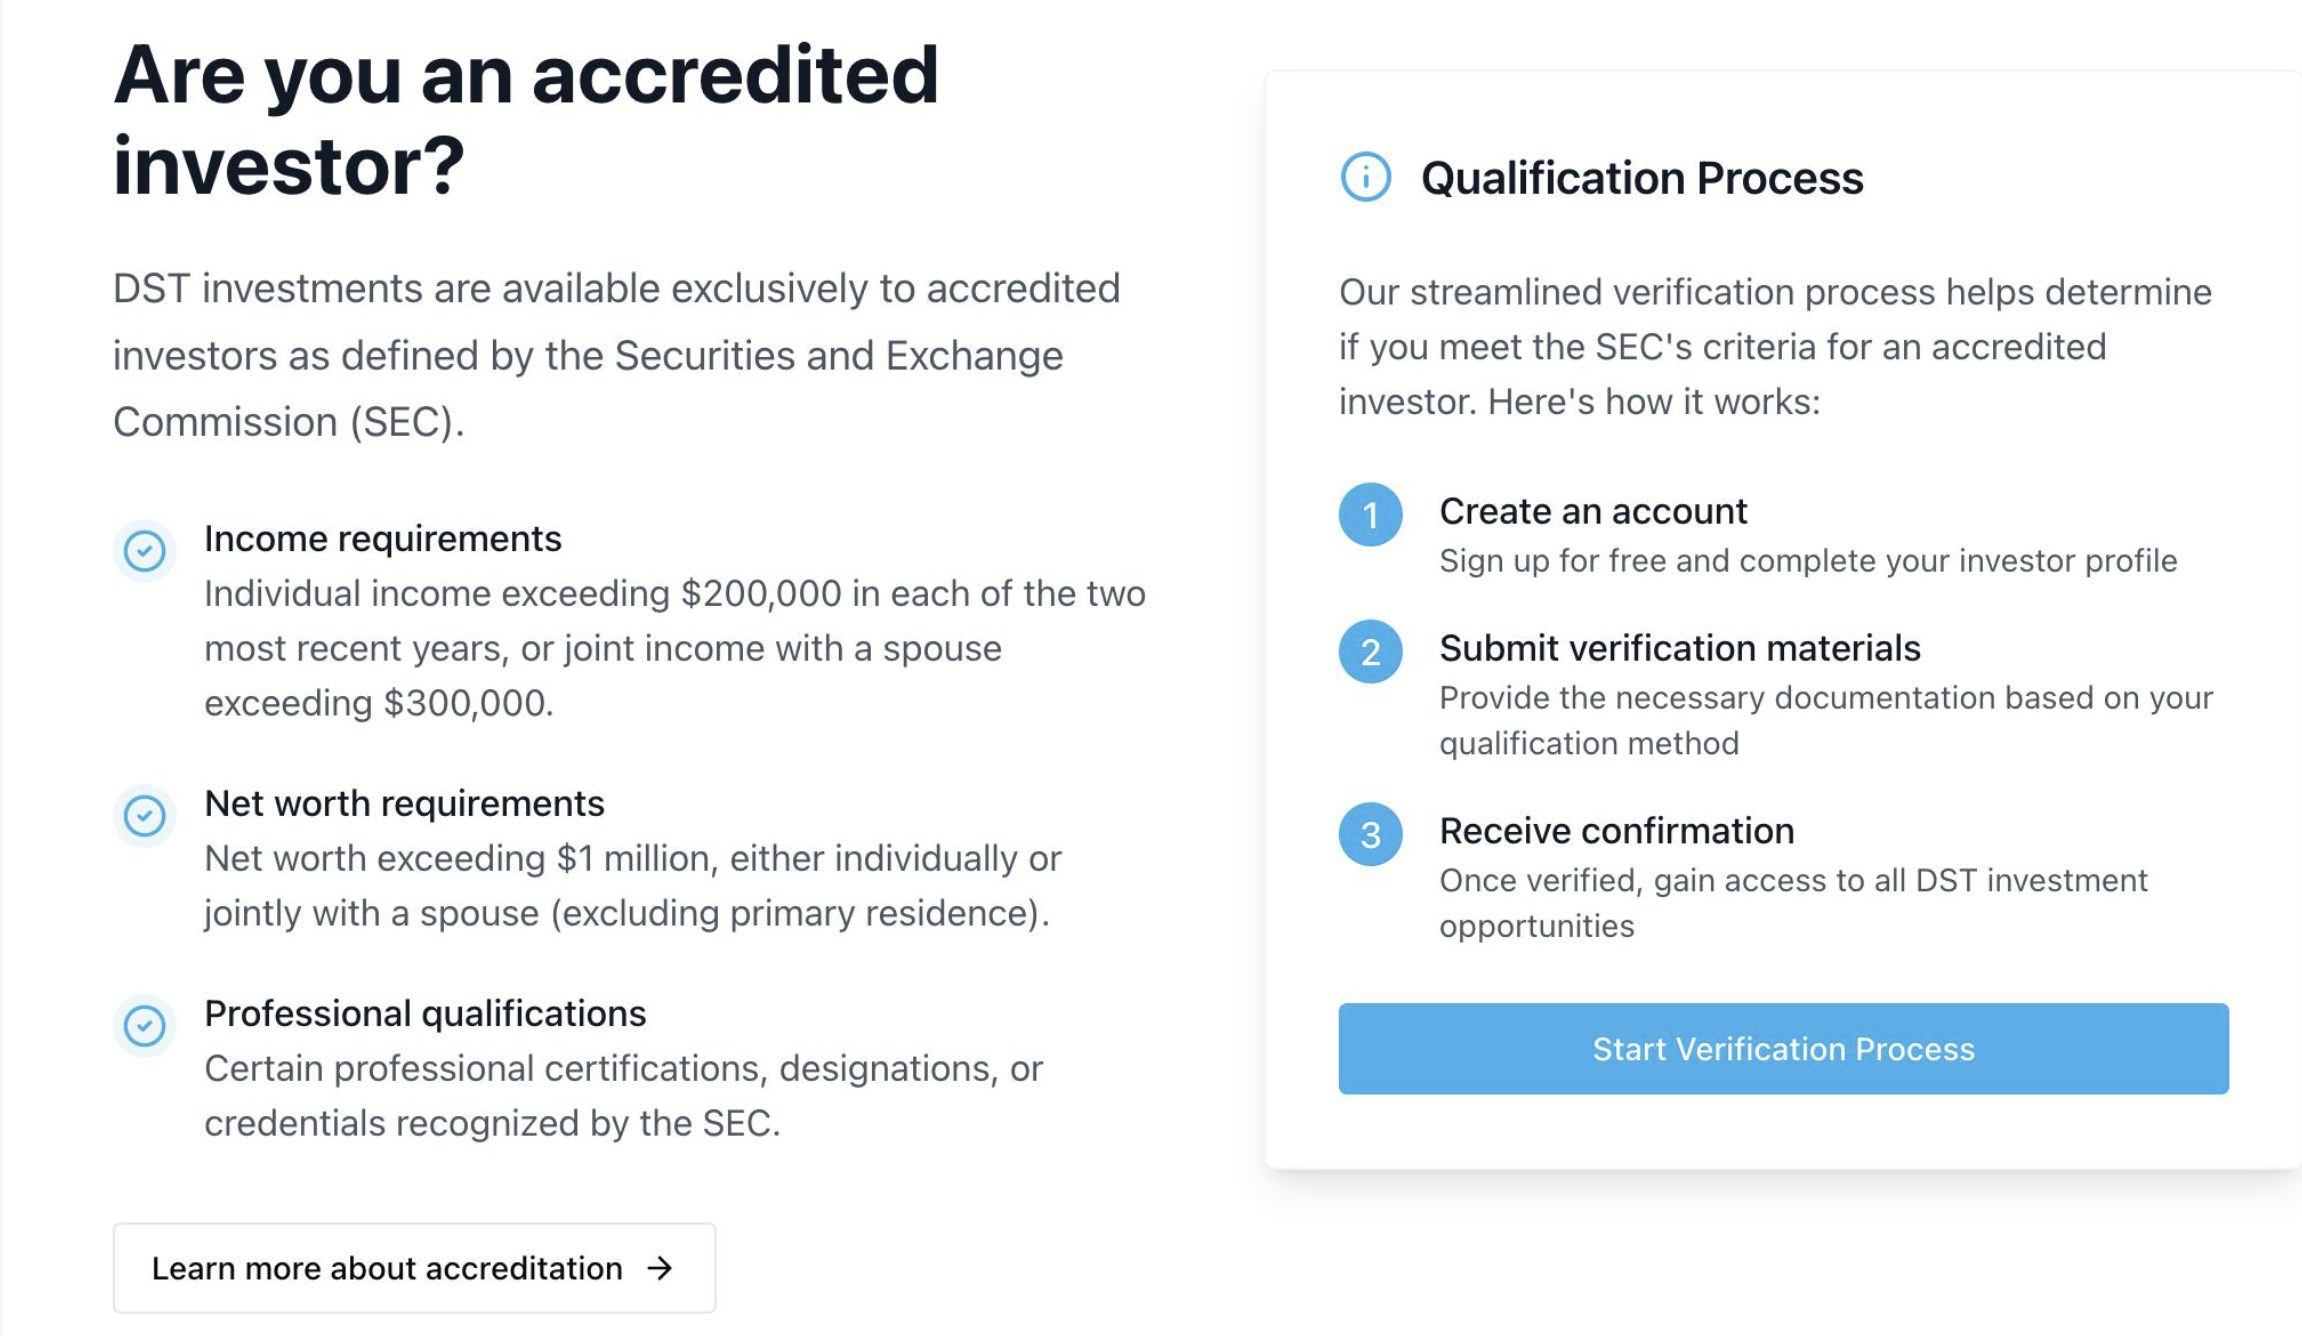 Are you an accredited
investor?
DST investments are available exclusively to accredited
investors as defined by the Securities and Exchange
Commission (SEC).
Income requirements
Individual income exceeding $200,000 in each of the two
most recent years, or joint income with a spouse
exceeding $300,000.
Net worth requirements
Net worth exceeding $1 million, either individually or
jointly with a spouse (excluding primary residence).
Professional qualifications
Certain professional certifications, designations, or
credentials recognized by the SEC.
Learn more about accreditation →
Qualification Process
Our streamlined verification process helps determine
if you meet the SEC's criteria for an accredited
investor. Here's how it works:
1 Create an account
Sign up for free and complete your investor profile
2 Submit verification materials
Provide the necessary documentation based on your
qualification method
3 Receive confirmation
Once verified, gain access to all DST investment
opportunities
Start Verification Process